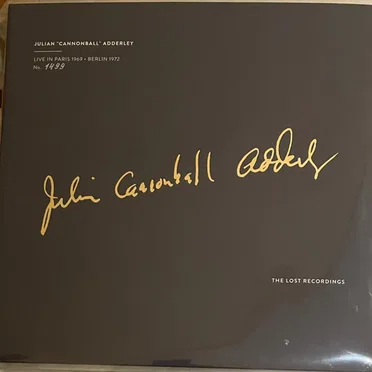 JULIAN "CANNONBALL" ADDERLEY
LIVE IN PARIS 1969 • BERLIN 1972
No. 1499
Julian Cannonball Adderley
THE LOST RECORDINGS